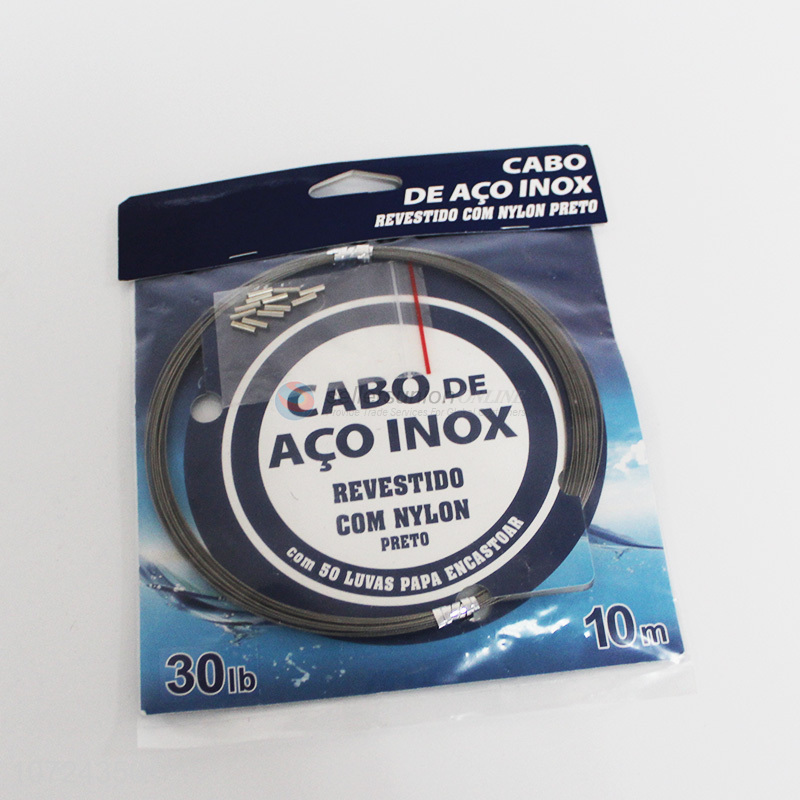 CABO
DE AÇO INOX
REVESTIDO COM NYLON PRETO
CABO DE
AÇO INOX
REVESTIDO
COM NYLON
PRETO
com 50 LUVAS PAPA ENCASTOAR
30lb
10m